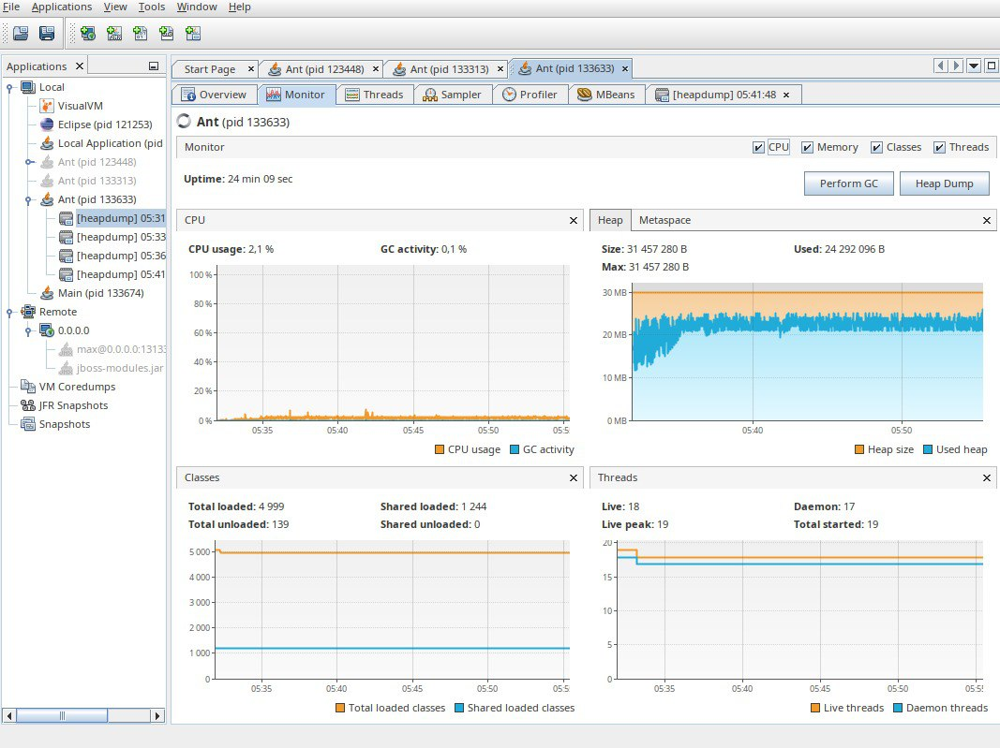 File Applications View Tools Window Help
Applications
Start Page
Ant (pid 123448)
Ant (pid 133313)
Ant (pid 133633)
Local
VisualVM
Eclipse (pid 121253)
Local Application (pid
Ant (pid 123448)
Ant (pid 133313)
Ant (pid 133633)
[heapdump] 05:31
[heapdump] 05:33
[heapdump] 05:36
[heapdump] 05:41
Main (pid 133674)
Remote
0.0.0.0
max@0.0.0.0:1313
jboss-modules.jar
VM Coredumps
JFR Snapshots
Snapshots
Overview Monitor Threads Sampler Profiler MBeans [heapdump] 05:41:48
Ant (pid 133633)
Monitor CPU Memory Classes Threads
Uptime: 24 min 09 sec Perform GC Heap Dump
CPU
CPU usage: 2,1 % GC activity: 0,1 %
100 %
80 %
60 %
40 %
20 %
0 %
05:35 05:40 05:45 05:50 05:5
CPU usage GC activity
Heap Metaspace
Size: 31 457 280 B Used: 24 292 096 B
Max: 31 457 280 B
30 MB
20 MB
10 MB
0 MB
05:40 05:50
Heap size Used heap
Classes
Total loaded: 4 999 Shared loaded: 1 244
Total unloaded: 139 Shared unloaded: 0
5 000
4 000
3 000
2 000
1 000
0
05:35 05:40 05:45 05:50 05:5
Total loaded classes Shared loaded classes
Threads
Live: 18 Daemon: 17
Live peak: 19 Total started: 19
20
15
10
5
0
05:35 05:40 05:45 05:50 05:5
Live threads Daemon threads